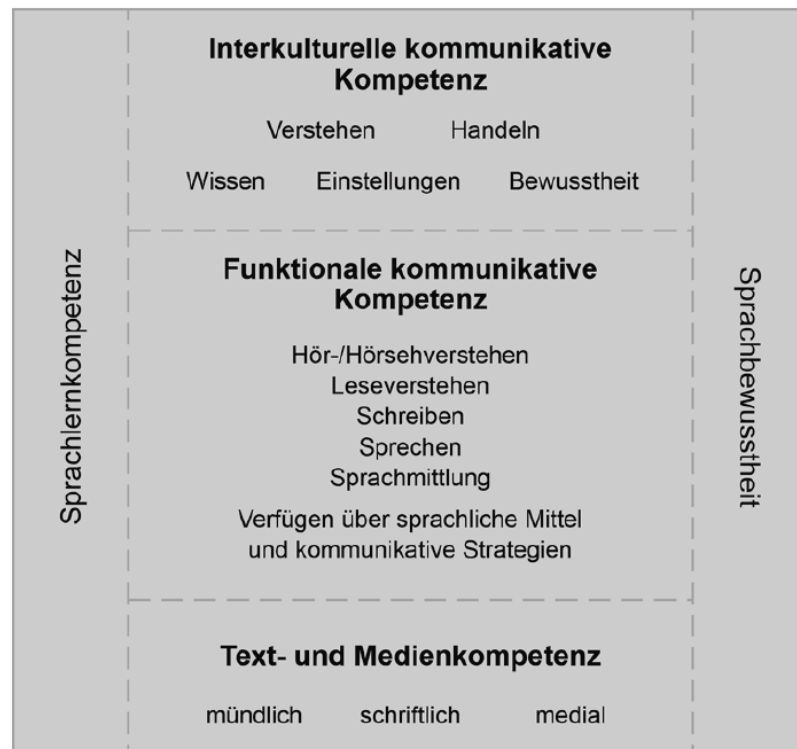 Interkulturelle kommunikative
Kompetenz
Verstehen Handeln
Wissen Einstellungen Bewusstheit
Sprachlernkompetenz
Funktionale kommunikative
Kompetenz
Hör-/Hörsehverstehen
Leseverstehen
Schreiben
Sprechen
Sprachmittlung
Verfügen über sprachliche Mittel
und kommunikative Strategien
Sprachbewusstheit
Text- und Medienkompetenz
mündlich schriftlich medial